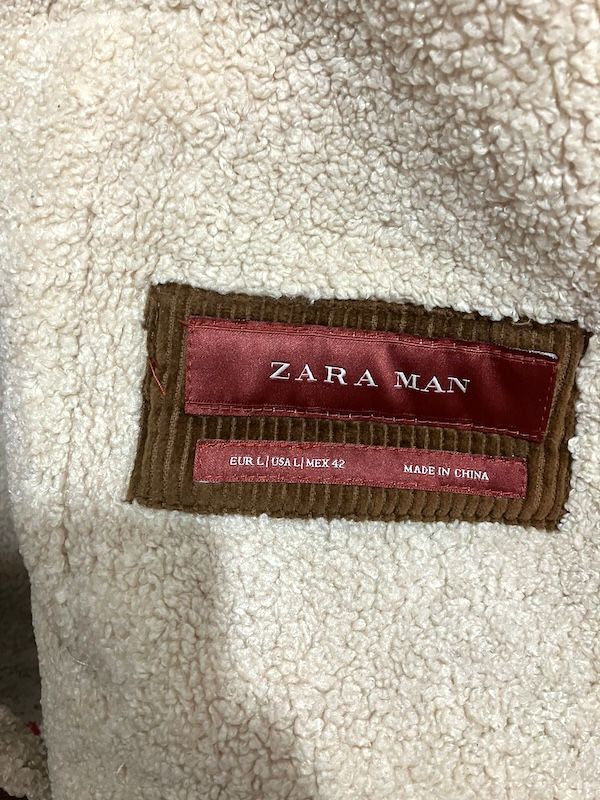 ZARA MAN
EUR L | USA L | MEX 42 MADE IN CHINA